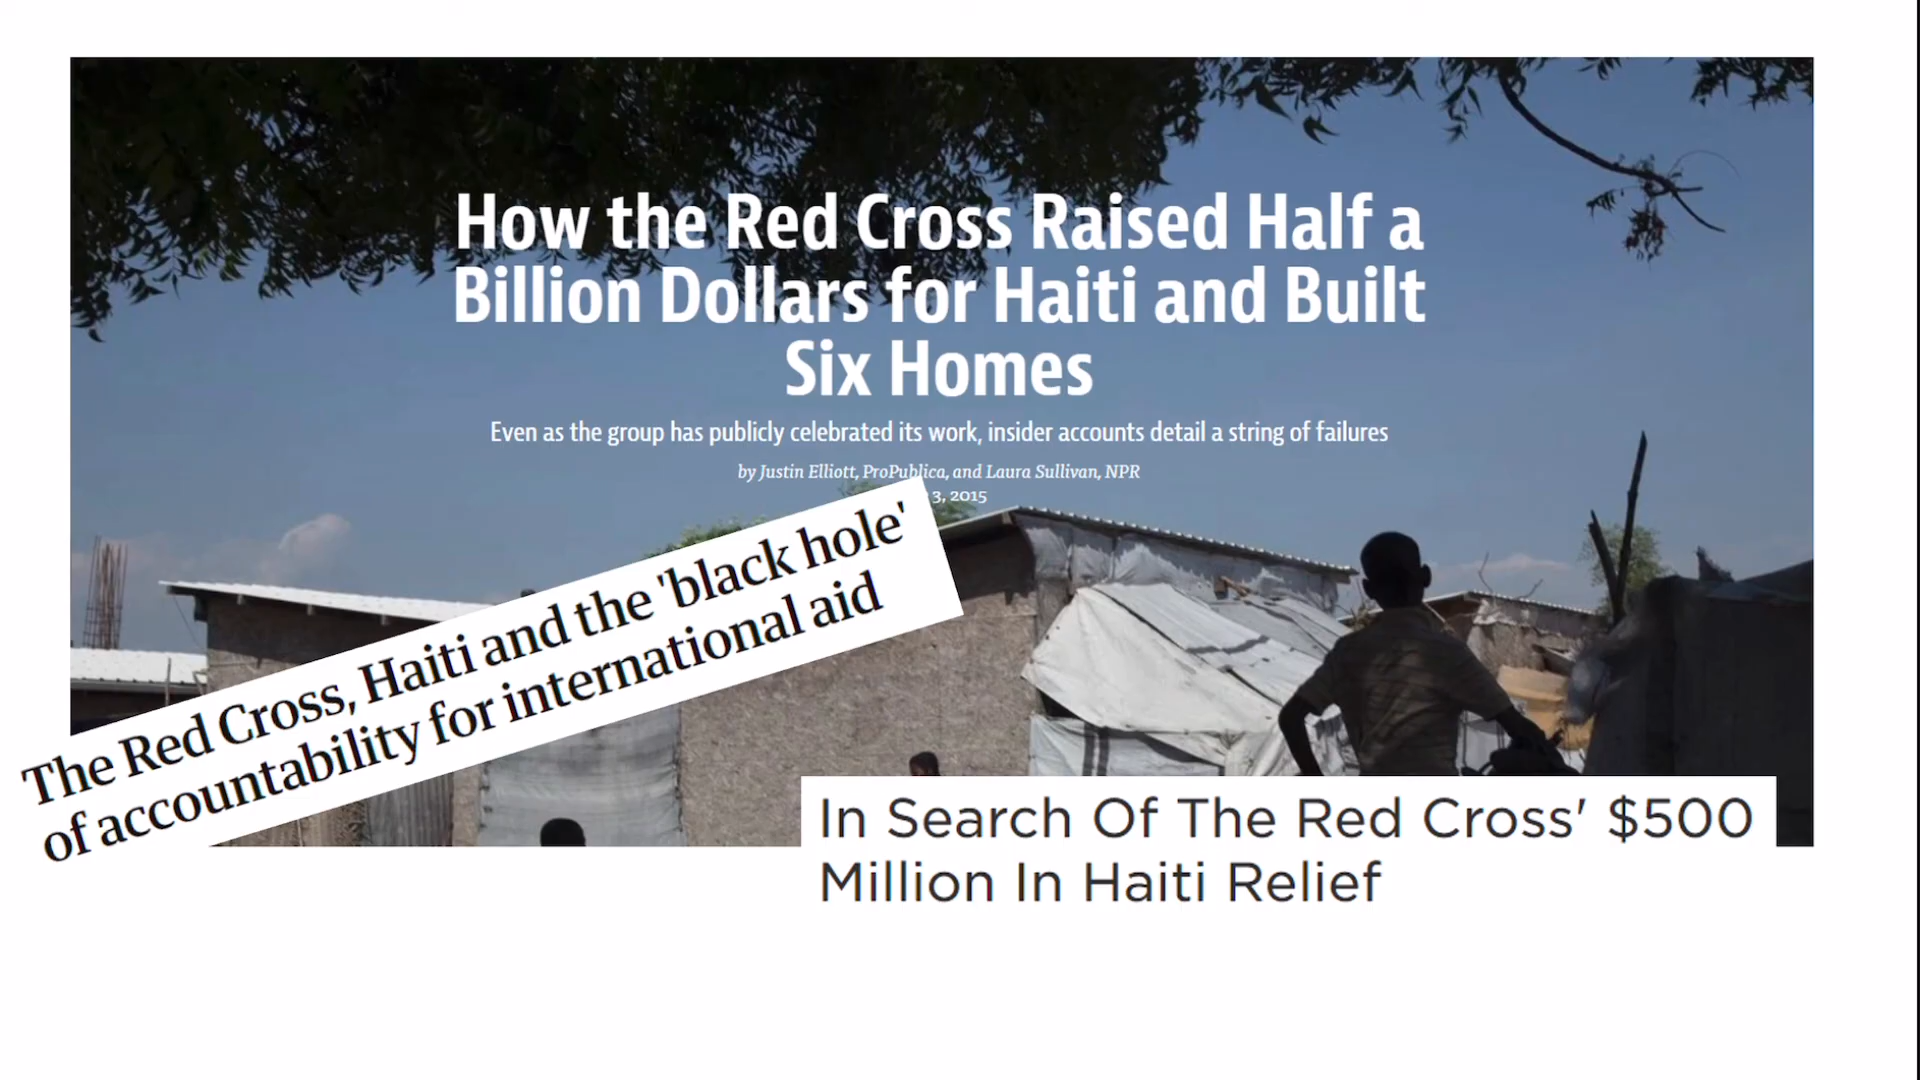 How the Red Cross Raised Half a
Billion Dollars for Haiti and Built
Six Homes
Even as the group has publicly celebrated its work, insider accounts detail a string of failures
by Justin Elliott, ProPublica, and Laura Sullivan, NPR
3, 2015
The Red Cross, Haiti and the 'black hole'
of accountability for international aid
In Search Of The Red Cross' $500
Million In Haiti Relief